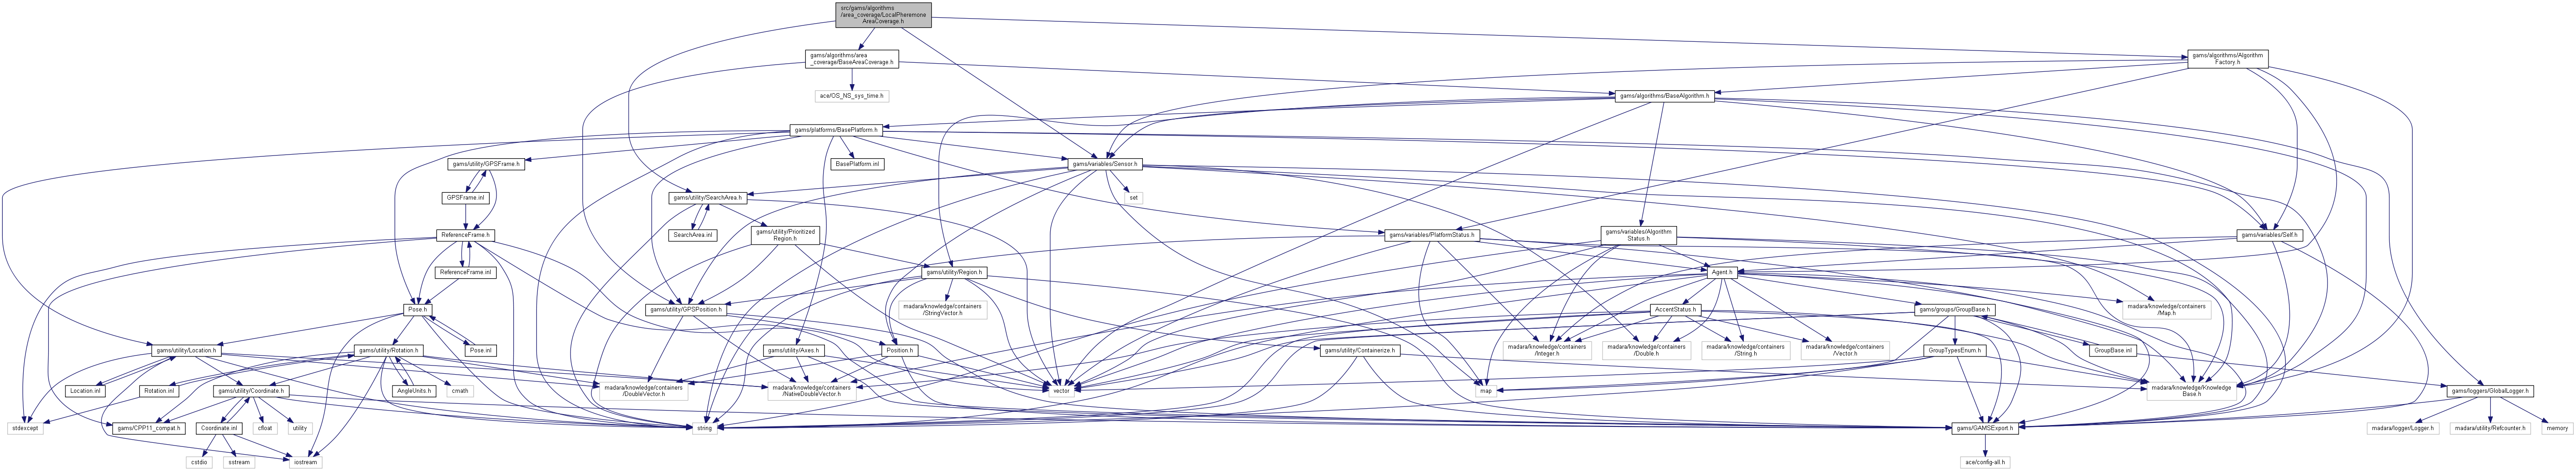 src/gams/algorithms
/area_coverage/LocalPheremone
AreaCoverage.h
gams/algorithms/area
_coverage/BaseAreaCoverage.h
gams/algorithms/Algorithm
Factory.h
ace/OS_NS_sys_time.h
gams/algorithms/BaseAlgorithm.h
gams/platforms/BasePlatform.h
gams/utility/GPSFrame.h
BasePlatform.inl
gams/variables/Sensor.h
GPSFrame.inl
gams/utility/SearchArea.h
set
ReferenceFrame.h
SearchArea.inl
gams/utility/Prioritized
Region.h
gams/variables/PlatformStatus.h
gams/variables/Algorithm
Status.h
gams/variables/Self.h
ReferenceFrame.inl
gams/utility/Region.h
Agent.h
Pose.h
gams/utility/GPSPosition.h
madara/knowledge/containers
/StringVector.h
AccentStatus.h
gams/groups/GroupBase.h
madara/knowledge/containers
/Map.h
gams/utility/Location.h
gams/utility/Rotation.h
Pose.inl
gams/utility/Axes.h
Position.h
gams/utility/Containerize.h
madara/knowledge/containers
/Integer.h
madara/knowledge/containers
/Double.h
madara/knowledge/containers
/String.h
madara/knowledge/containers
/Vector.h
GroupTypesEnum.h
GroupBase.inl
Location.inl
Rotation.inl
gams/utility/Coordinate.h
AngleUnits.h
cmath
madara/knowledge/containers
/DoubleVector.h
madara/knowledge/containers
/NativeDoubleVector.h
vector
map
madara/knowledge/Knowledge
Base.h
gams/loggers/GlobalLogger.h
stdexcept
gams/CPP11_compat.h
Coordinate.inl
cfloat
utility
string
gams/GAMSExport.h
madara/logger/Logger.h
madara/utility/Refcounter.h
memory
cstdio
sstream
iostream
ace/config-all.h